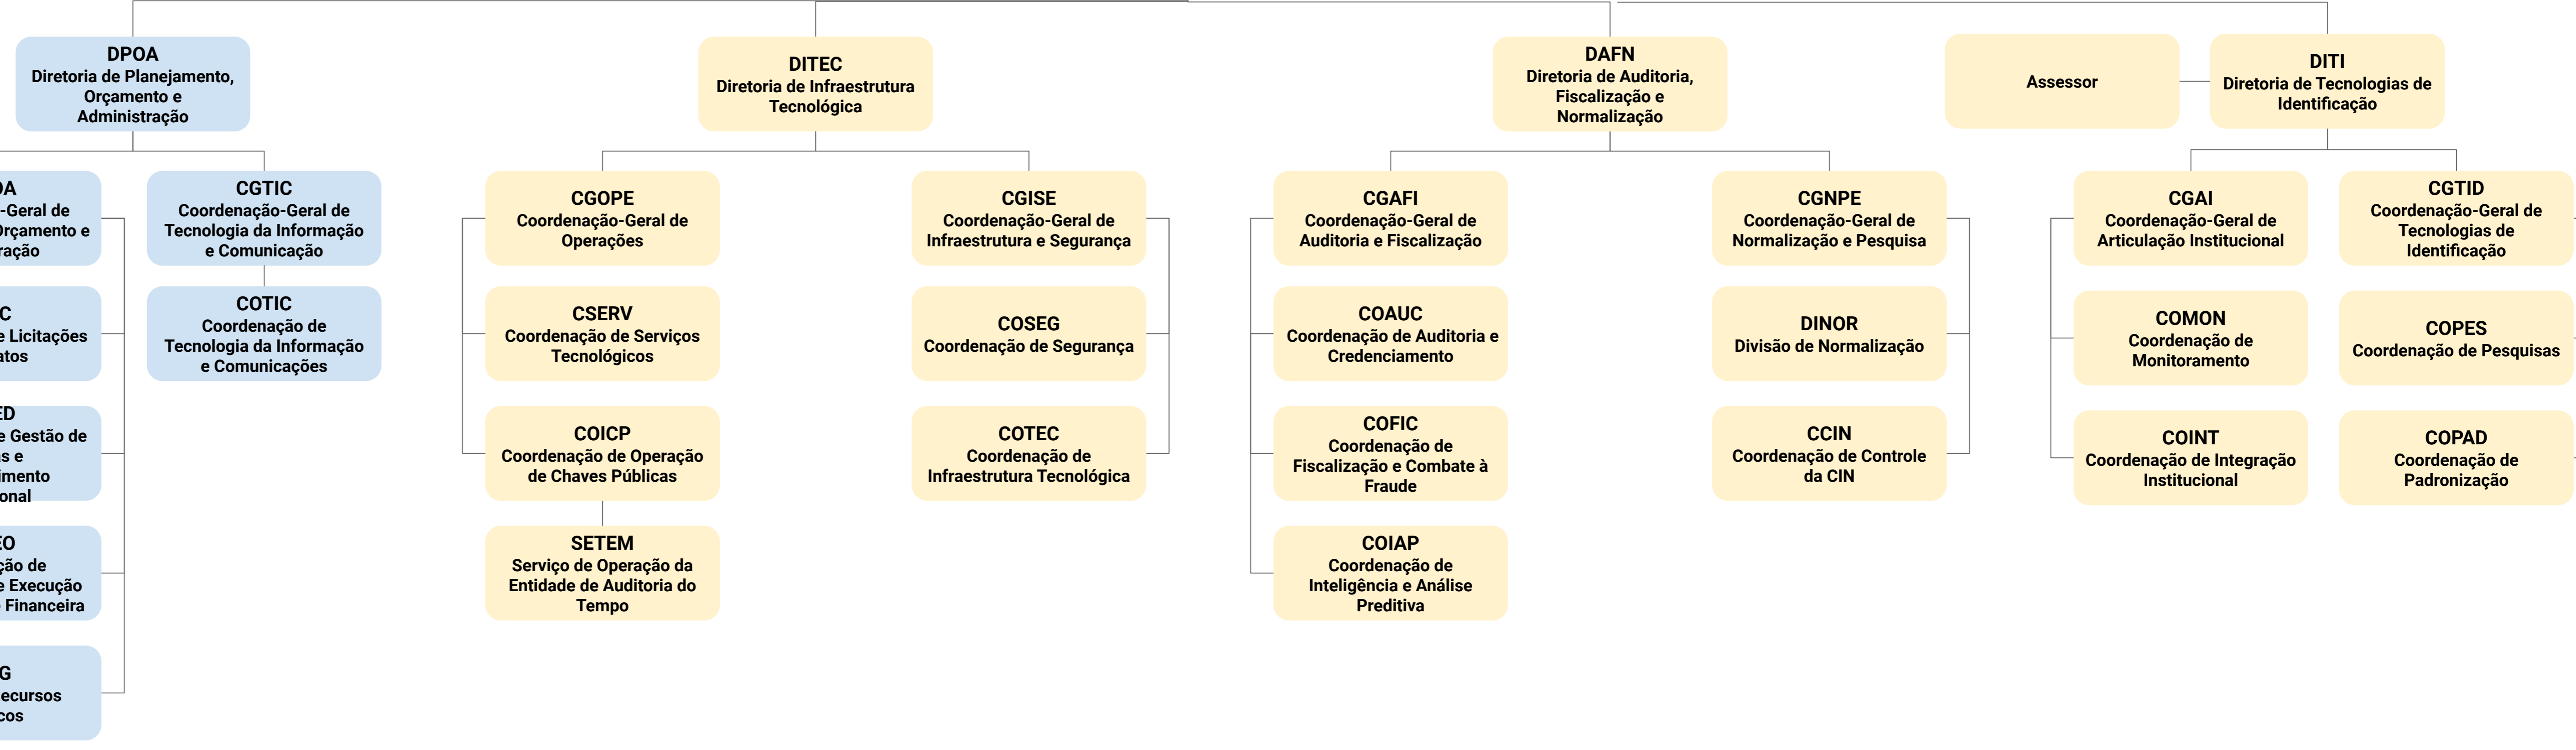 DPOA
Diretoria de Planejamento,
Orçamento e
Administração
DITEC
Diretoria de Infraestrutura
Tecnológica
DAFN
Diretoria de Auditoria,
Fiscalização e
Normalização
Assessor
DITI
Diretoria de Tecnologias de
Identificação
OA
-Geral de
Orçamento e
ração
CGTIC
Coordenação-Geral de
Tecnologia da Informação
e Comunicação
CGOPE
Coordenação-Geral de
Operações
CGISE
Coordenação-Geral de
Infraestrutura e Segurança
CGAFI
Coordenação-Geral de
Auditoria e Fiscalização
CGNPE
Coordenação-Geral de
Normalização e Pesquisa
CGAI
Coordenação-Geral de
Articulação Institucional
CGTID
Coordenação-Geral de
Tecnologias de
Identificação
C
e Licitações
atos
COTIC
Coordenação de
Tecnologia da Informação
e Comunicações
CSERV
Coordenação de Serviços
Tecnológicos
COSEG
Coordenação de Segurança
COAUC
Coordenação de Auditoria e
Credenciamento
DINOR
Divisão de Normalização
COMON
Coordenação de
Monitoramento
COPES
Coordenação de Pesquisas
ED
e Gestão de
as e
imento
onal
COICP
Coordenação de Operação
de Chaves Públicas
COTEC
Coordenação de
Infraestrutura Tecnológica
COFIC
Coordenação de
Fiscalização e Combate à
Fraude
CCIN
Coordenação de Controle
da CIN
COINT
Coordenação de Integração
Institucional
COPAD
Coordenação de
Padronização
EO
ção de
e Execução
Financeira
SETEM
Serviço de Operação da
Entidade de Auditoria do
Tempo
COIAP
Coordenação de
Inteligência e Análise
Preditiva
G
ecursos
cos